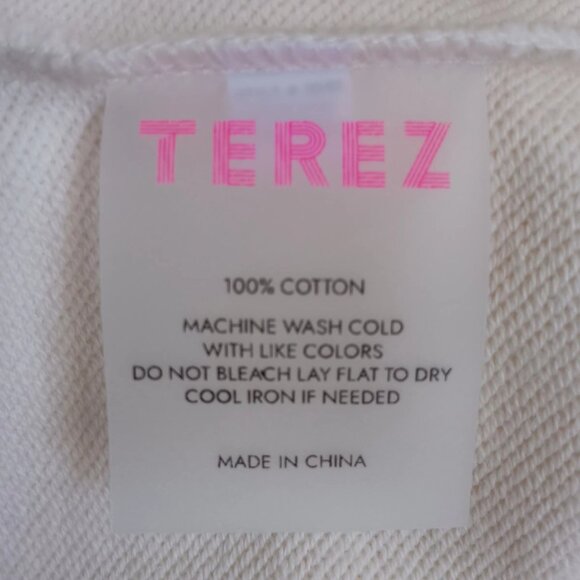 TEREZ
100% COTTON
MACHINE WASH COLD
WITH LIKE COLORS
DO NOT BLEACH LAY FLAT TO DRY
COOL IRON IF NEEDED
MADE IN CHINA